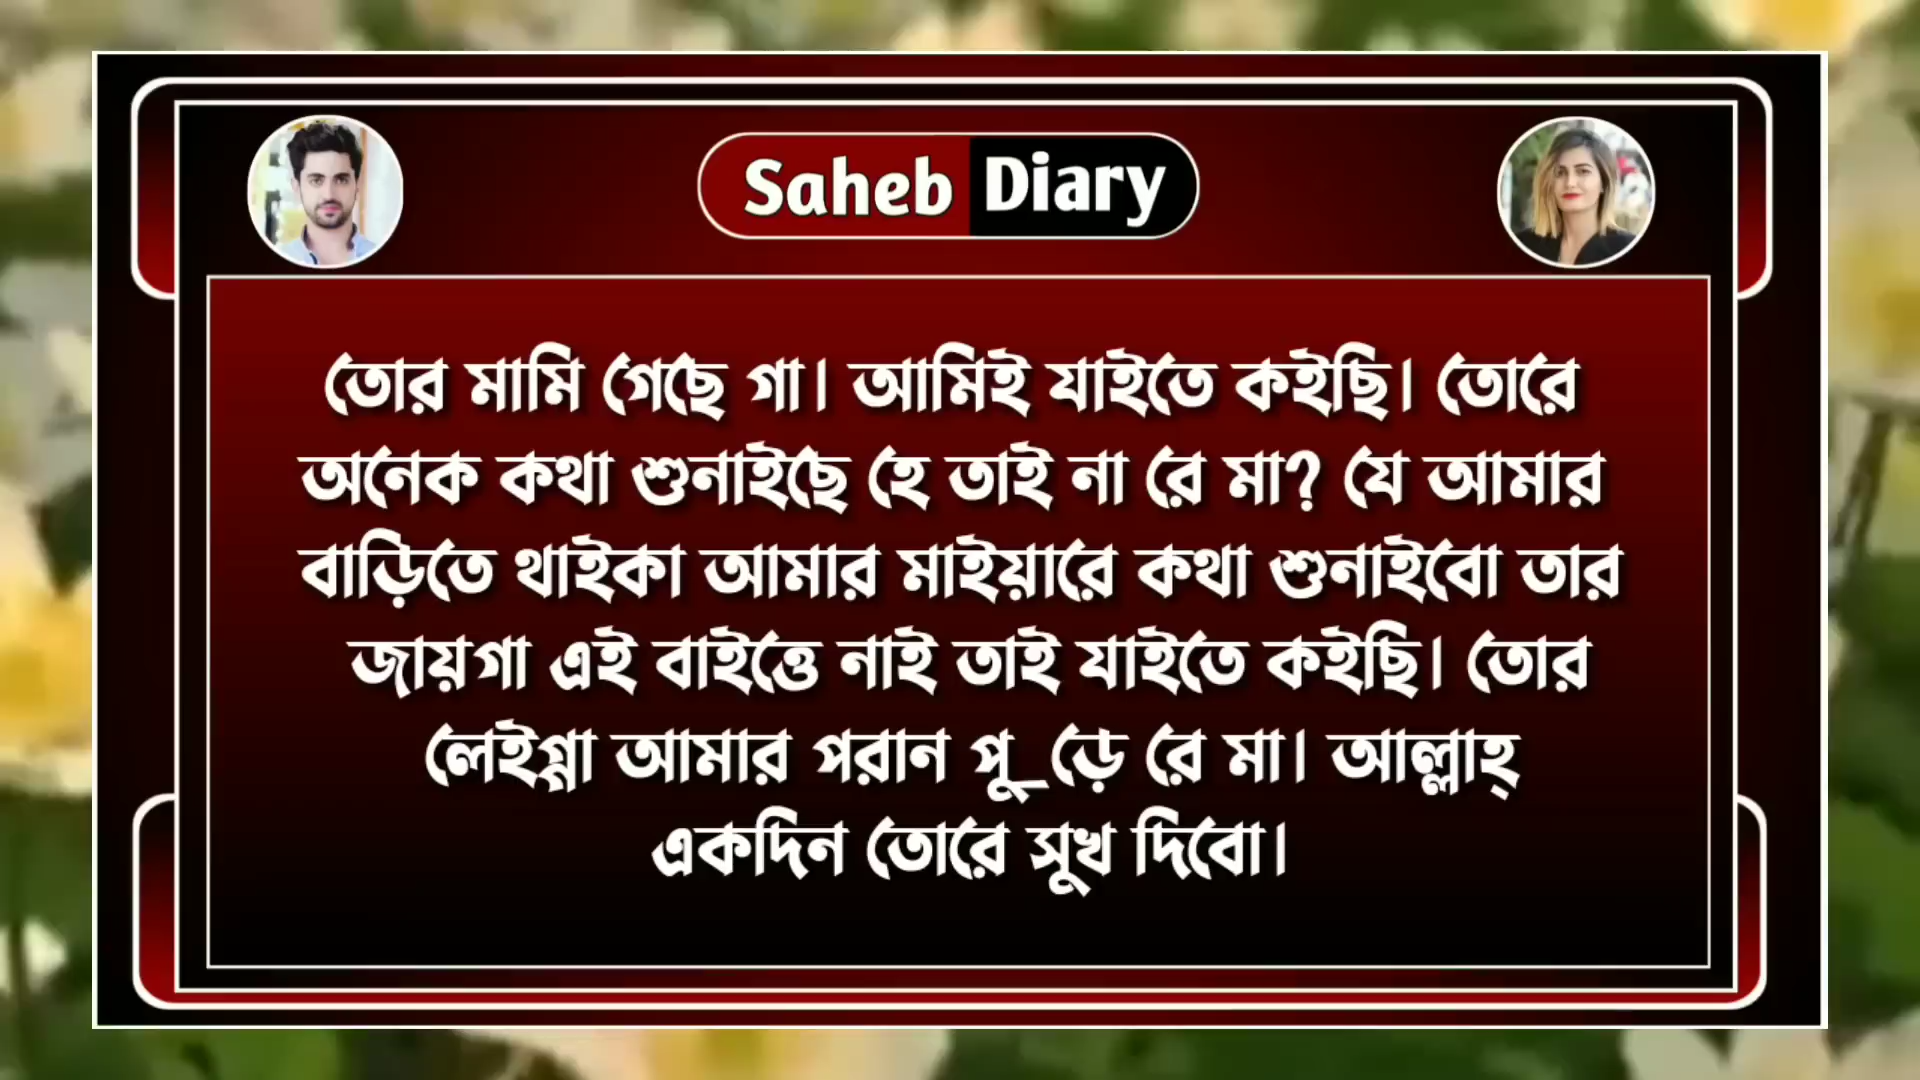 Saheb Diary
তোর মামি গেছে গা। আমিই যাইতে কইছি। তোরে
অনেক কথা শুনাইছে হে তাই না রে মা? যে আমার
বাড়িতে থাইকা আমার মাইয়ারে কথা শুনাইবো তার
জায়গা এই বাইত্তে নাই তাই যাইতে কইছি। তোর
লেইগ্গা আমার পরান পু_ড়ে রে মা। আল্লাহ্
একদিন তোরে সুখ দিবো।